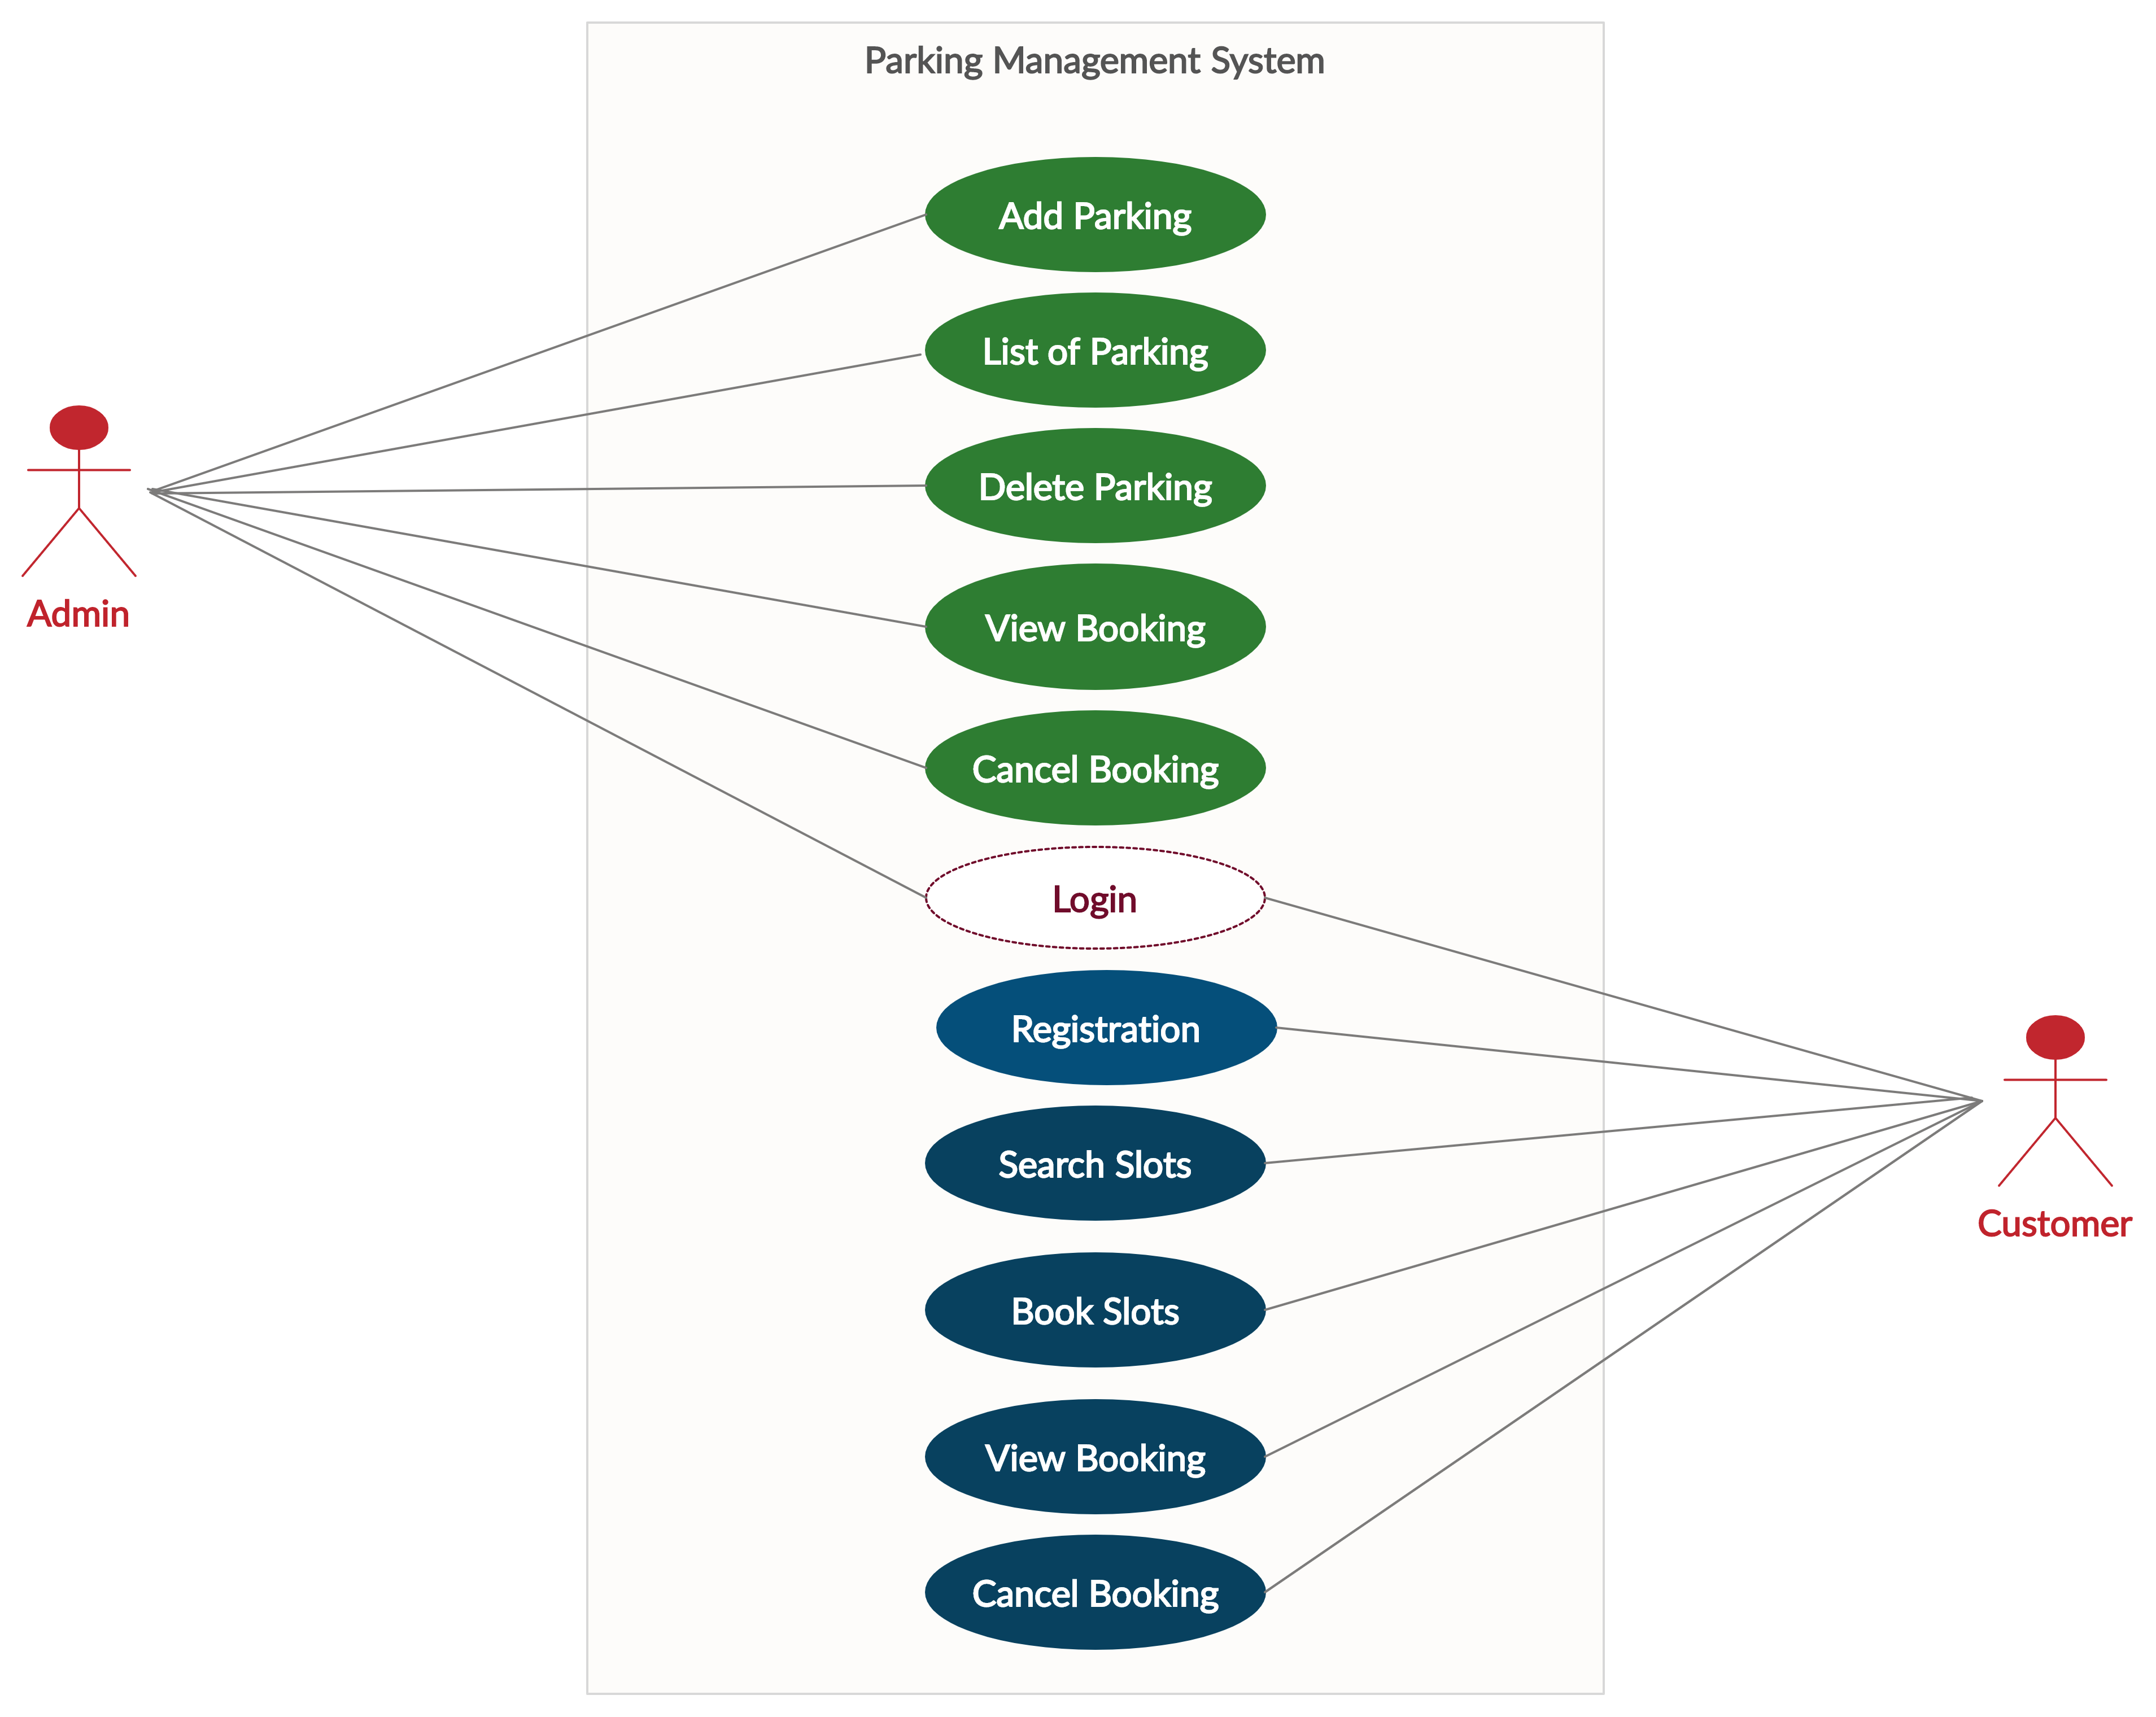 Parking Management System
Add Parking
List of Parking
Delete Parking
Admin
View Booking
Cancel Booking
Login
Registration
Search Slots
Customer
Book Slots
View Booking
Cancel Booking